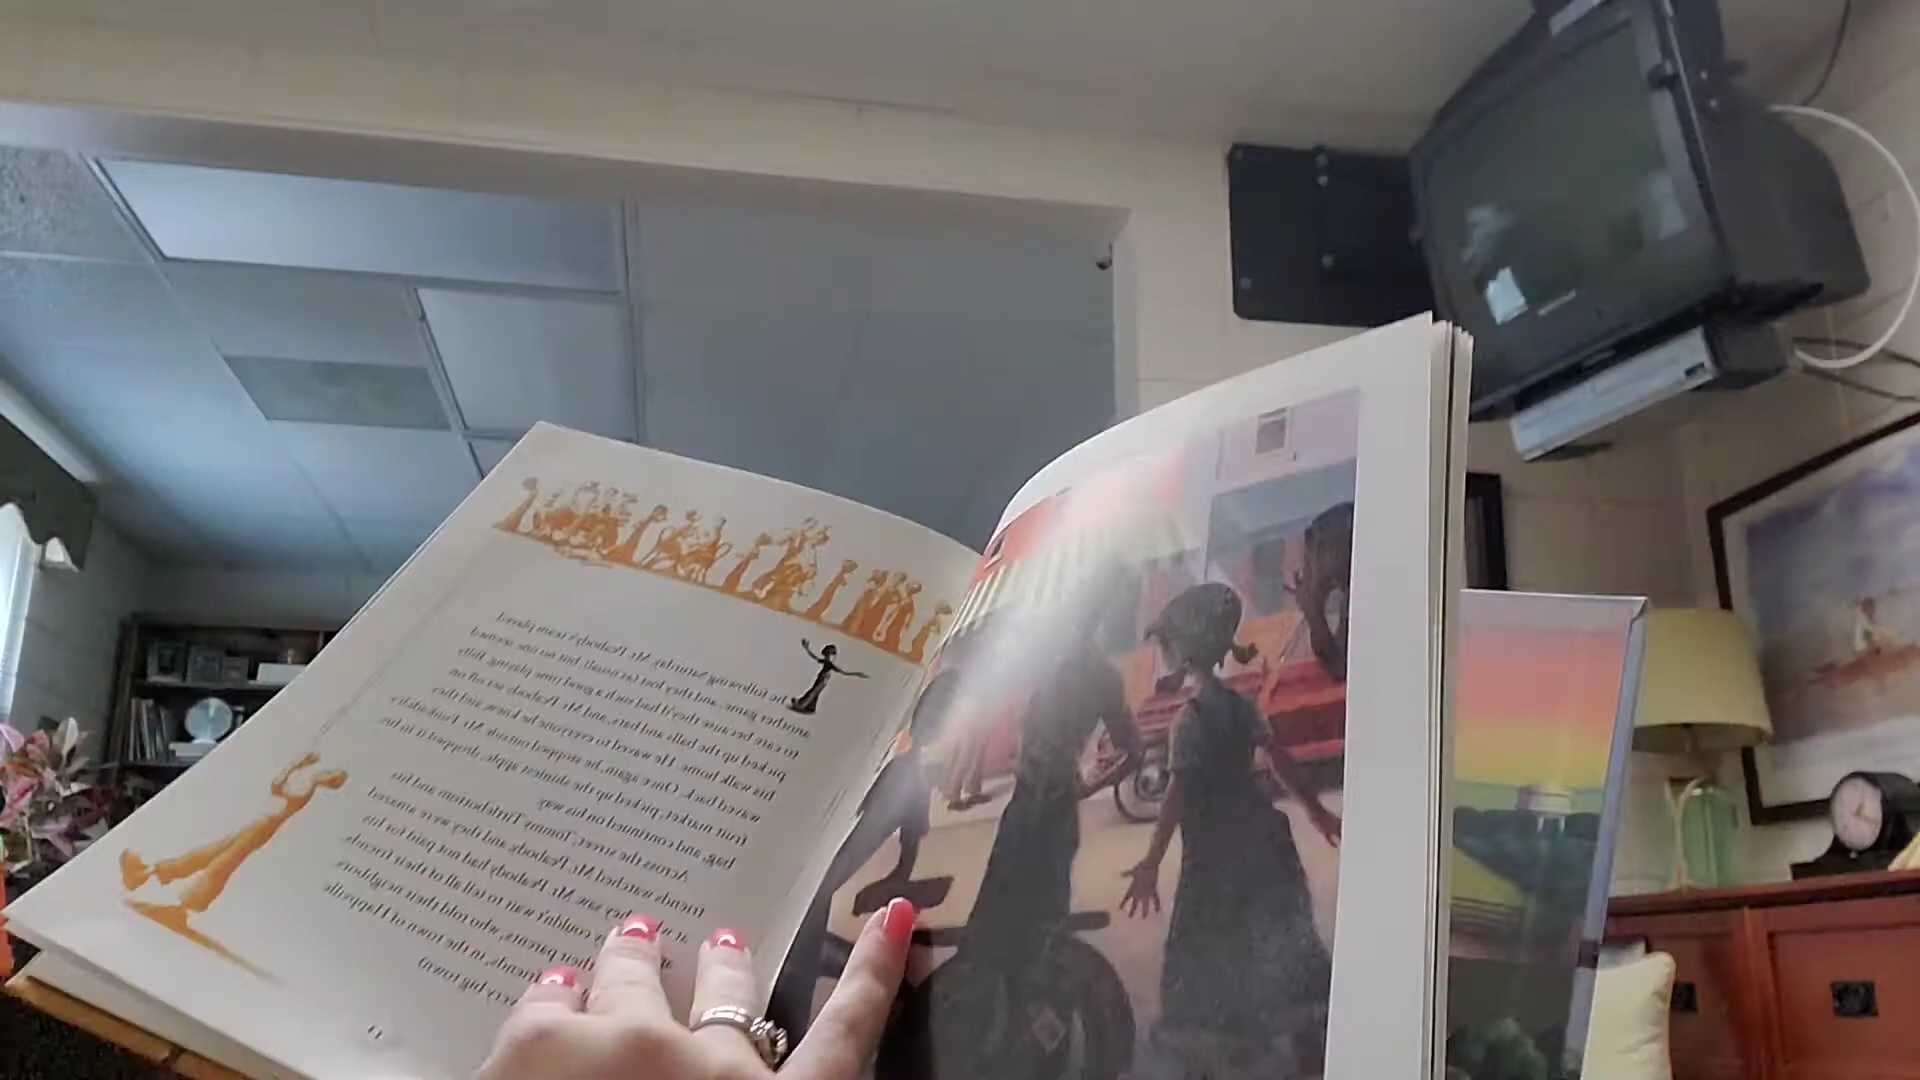 he following Saturday, Mr. Peabody's team played
another game, and they lost (as usual), but no one seemed
to care because they'd had such a good time playing. Billy
picked up the balls and bats, and Mr. Peabody set off on
his walk home. He waved to everyone he knew, and they
waved back. Once again, he stopped outside Mr. Funkadeli's
fruit market, picked up the shiniest apple, dropped it in his
bag, and continued on his way.
Across the street, Tommy Tittlebottom and his
friends watched Mr. Peabody, and they were amazed
at wh they saw. Mr. Peabody had not paid for his
couldn't wait to tell all of their friends,
their parents, who told their neighbors,
friends, in the town of Happville
very big town)
13